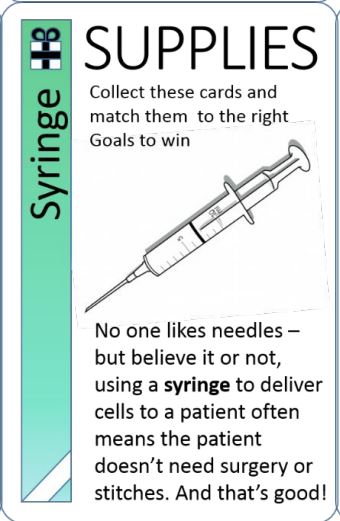 SUPPLIES
Collect these cards and
match them to the right
Goals to win
Syringe
No one likes needles –
but believe it or not,
using a syringe to deliver
cells to a patient often
means the patient
doesn't need surgery or
stitches. And that's good!